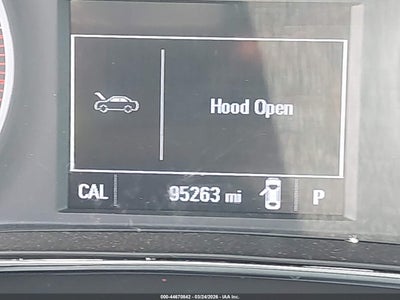 Hood Open
CAL 95263 mi P
000-44670842 - 03/24/2026 - IAA Inc.